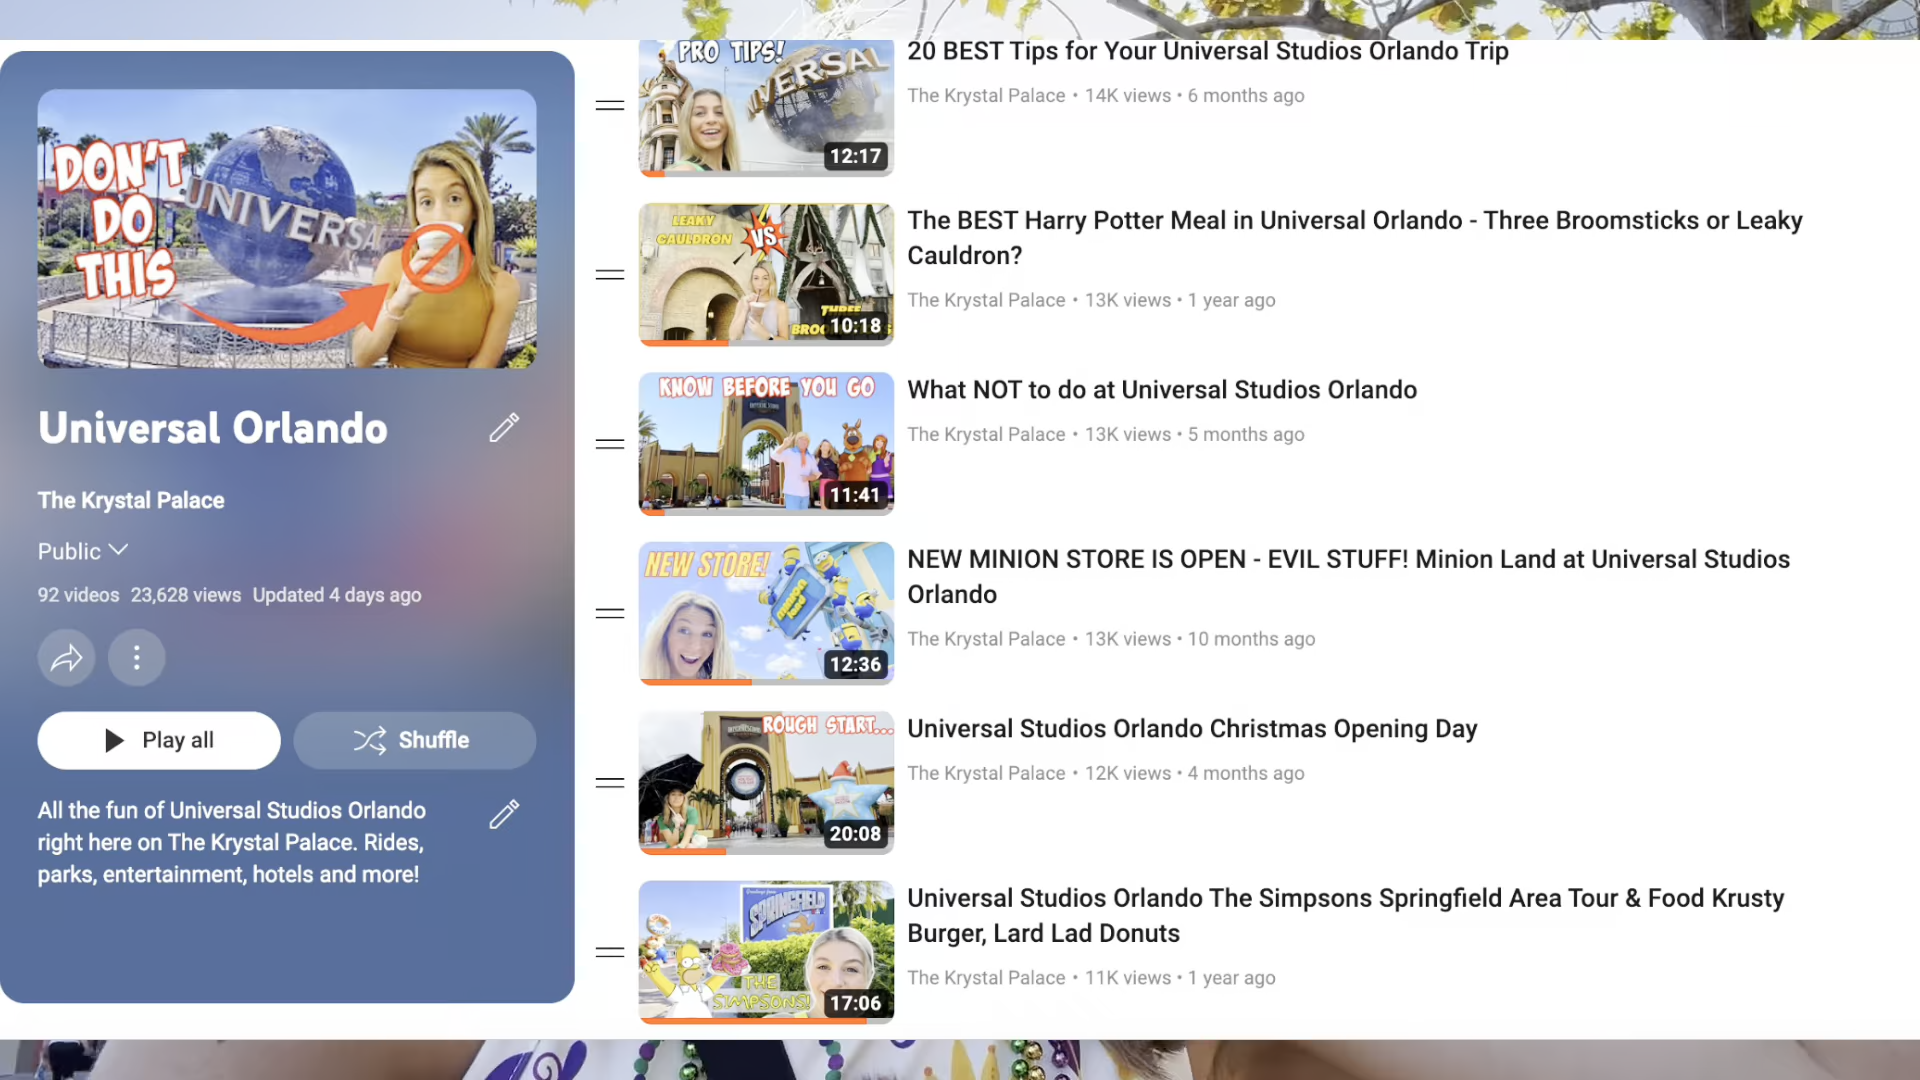 DON'T
DO
THIS
UNIVERSA
Universal Orlando
The Krystal Palace
Public
92 videos 23,628 views Updated 4 days ago
Play all
Shuffle
All the fun of Universal Studios Orlando
right here on The Krystal Palace. Rides,
parks, entertainment, hotels and more!
PRO TIPS!
VERSAL
12:17
20 BEST Tips for Your Universal Studios Orlando Trip
The Krystal Palace • 14K views • 6 months ago
LEAKY
CAULDRON
VS
THREE
10:18
The BEST Harry Potter Meal in Universal Orlando - Three Broomsticks or Leaky
Cauldron?
The Krystal Palace • 13K views • 1 year ago
KNOW BEFORE YOU GO
11:41
What NOT to do at Universal Studios Orlando
The Krystal Palace • 13K views • 5 months ago
NEW STORE!
12:36
NEW MINION STORE IS OPEN - EVIL STUFF! Minion Land at Universal Studios
Orlando
The Krystal Palace • 13K views • 10 months ago
ROUGH START...
20:08
Universal Studios Orlando Christmas Opening Day
The Krystal Palace • 12K views • 4 months ago
SPRINGFIELD
THE
SIMPSONS!
17:06
Universal Studios Orlando The Simpsons Springfield Area Tour & Food Krusty
Burger, Lard Lad Donuts
The Krystal Palace • 11K views • 1 year ago